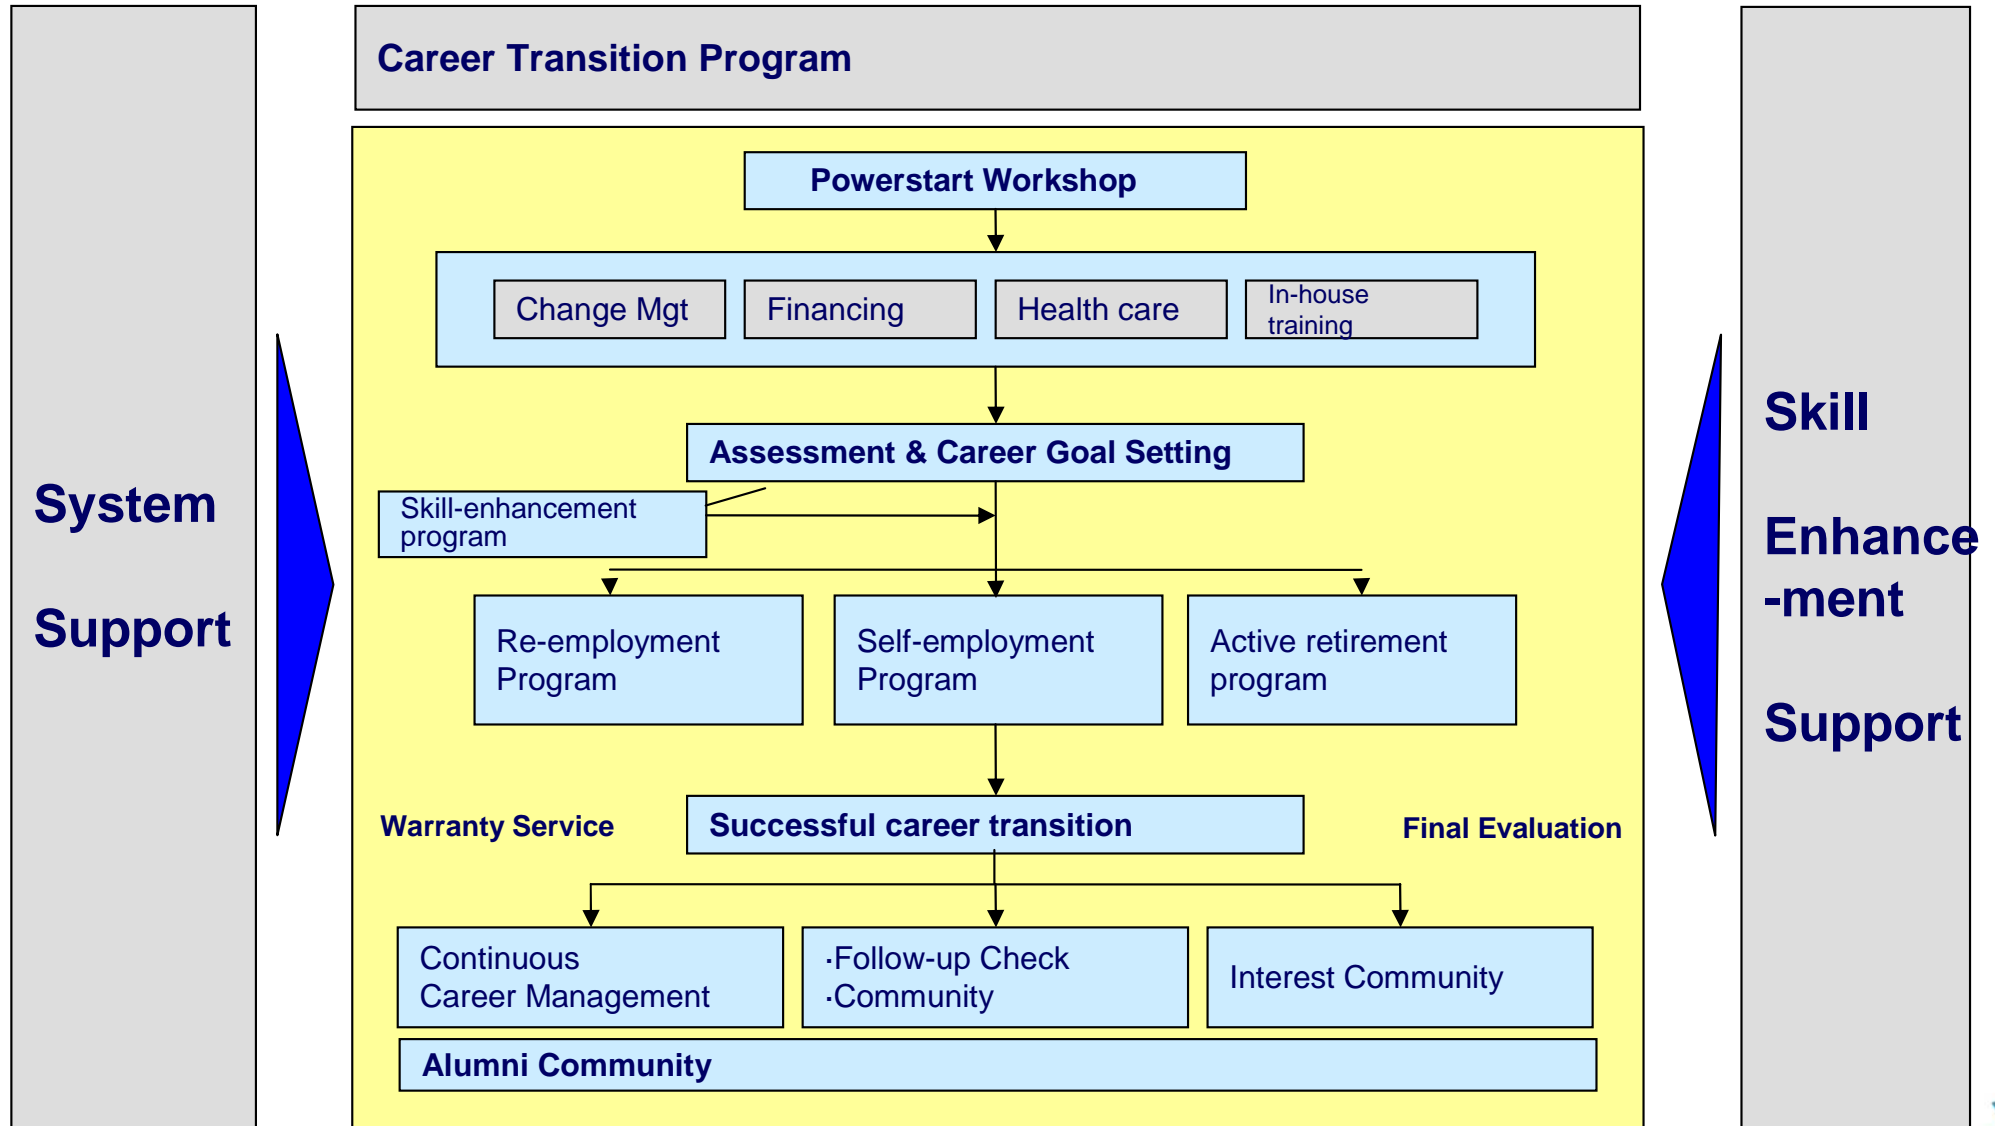 Career Transition Program
System
Support
Powerstart Workshop
Change Mgt
Financing
Health care
In-house
training
Assessment & Career Goal Setting
Skill-enhancement
program
Re-employment
Program
Self-employment
Program
Active retirement
program
Warranty Service
Successful career transition
Final Evaluation
Continuous
Career Management
·Follow-up Check
·Community
Interest Community
Alumni Community
Skill
Enhance
-ment
Support